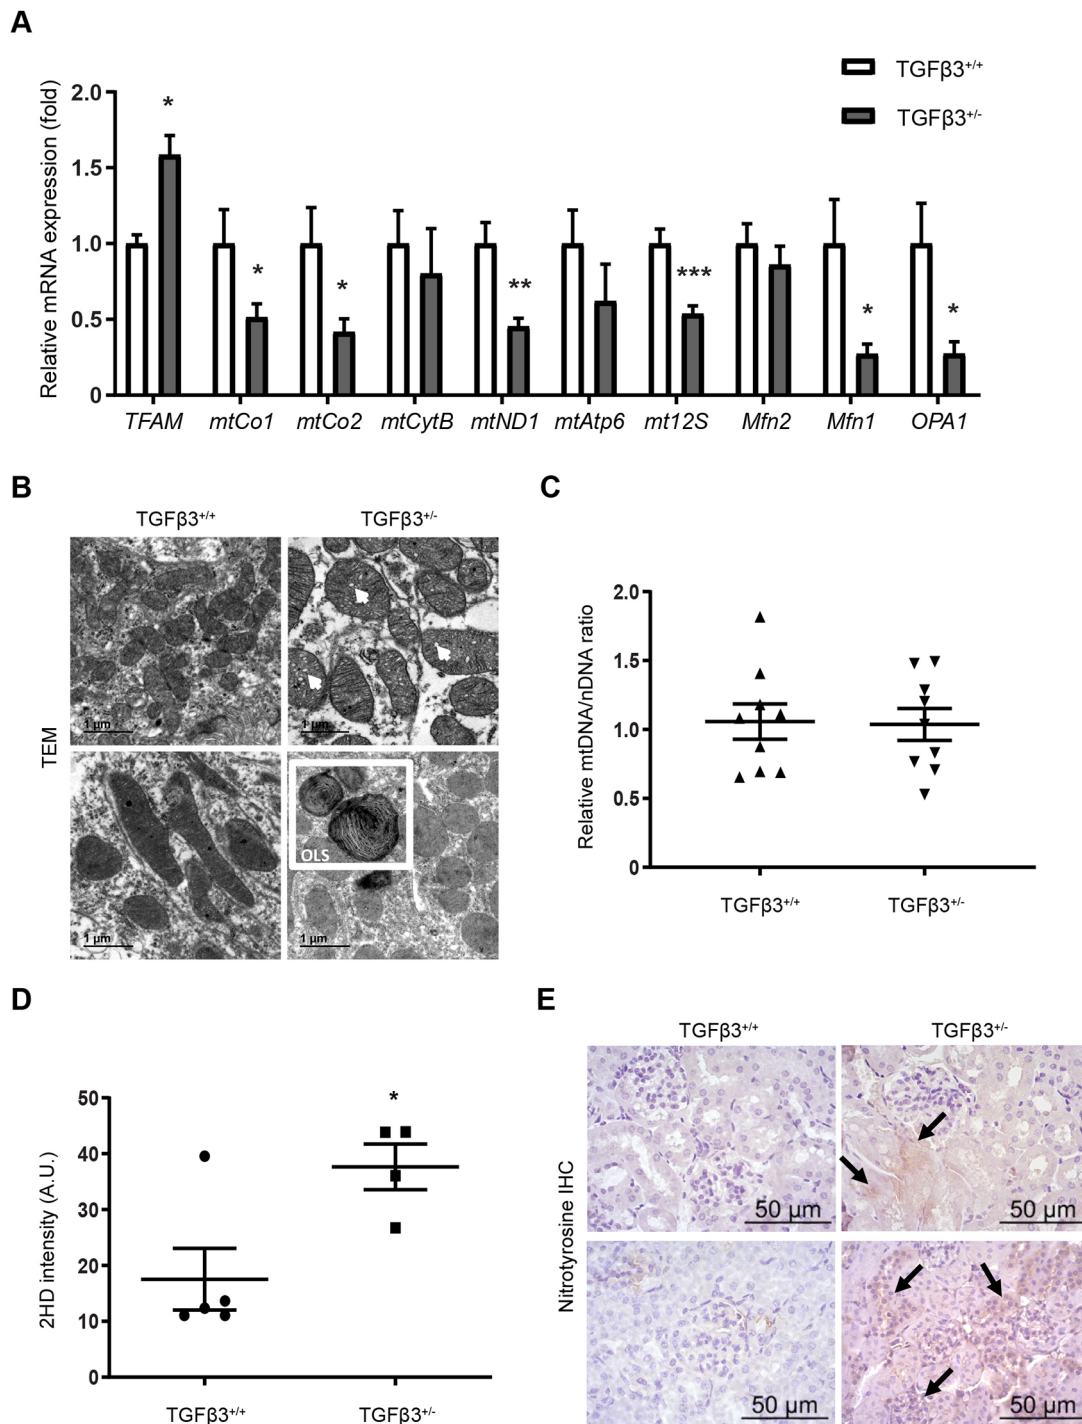 A
TGFβ3+/+
TGFβ3+/-
Relative mRNA expression (fold)
2.0
1.5
1.0
0.5
0
*
*
*
**
***
*
*
TFAM mtCo1 mtCo2 mtCytB mtND1 mtAtp6 mt12S Mfn2 Mfn1 OPA1
B
TGFβ3+/+ TGFβ3+/-
TEM
1 µm
1 µm
1 µm
OLS
1 µm
C
Relative mtDNA/nDNA ratio
2.0
1.5
1.0
0.5
0
TGFβ3+/+ TGFβ3+/-
D
2HD intensity (A.U.)
50
40
30
20
10
0
*
TGFβ3+/+ TGFβ3+/-
E
TGFβ3+/+ TGFβ3+/-
Nitrotyrosine IHC
50 µm
50 µm
50 µm
50 µm